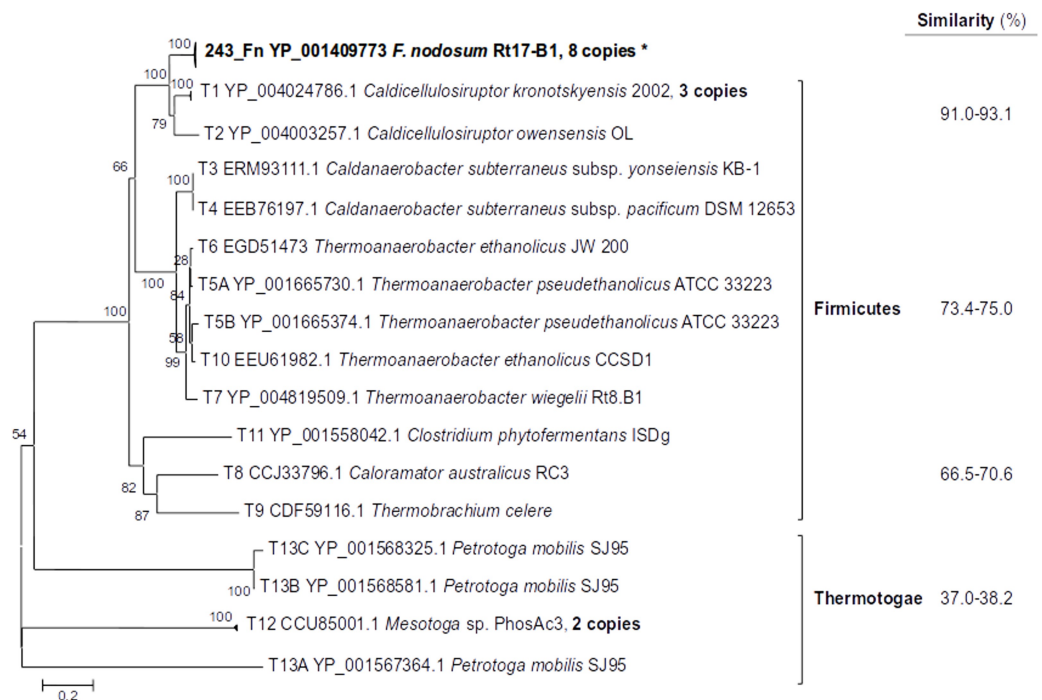 Similarity (%)
100
243_Fn YP_001409773 F. nodosum Rt17-B1, 8 copies *
100
100
T1 YP_004024786.1 Caldicellulosiruptor kronotskyensis 2002, 3 copies
91.0-93.1
79
T2 YP_004003257.1 Caldicellulosiruptor owensensis OL
66
T3 ERM93111.1 Caldanaerobacter subterraneus subsp. yonseiensis KB-1
100
T4 EEB76197.1 Caldanaerobacter subterraneus subsp. pacificum DSM 12653
T6 EGD51473 Thermoanaerobacter ethanolicus JW 200
28
100
T5A YP_001665730.1 Thermoanaerobacter pseudethanolicus ATCC 33223
84
100
Firmicutes
73.4-75.0
T5B YP_001665374.1 Thermoanaerobacter pseudethanolicus ATCC 33223
58
99
T10 EEU61982.1 Thermoanaerobacter ethanolicus CCSD1
T7 YP_004819509.1 Thermoanaerobacter wiegelii Rt8.B1
54
T11 YP_001558042.1 Clostridium phytofermentans ISDg
T8 CCJ33796.1 Caloramator australicus RC3
66.5-70.6
82
87
T9 CDF59116.1 Thermobrachium celere
T13C YP_001568325.1 Petrotoga mobilis SJ95
100
T13B YP_001568581.1 Petrotoga mobilis SJ95
Thermotogae
37.0-38.2
100
T12 CCU85001.1 Mesotoga sp. PhosAc3, 2 copies
T13A YP_001567364.1 Petrotoga mobilis SJ95
0.2